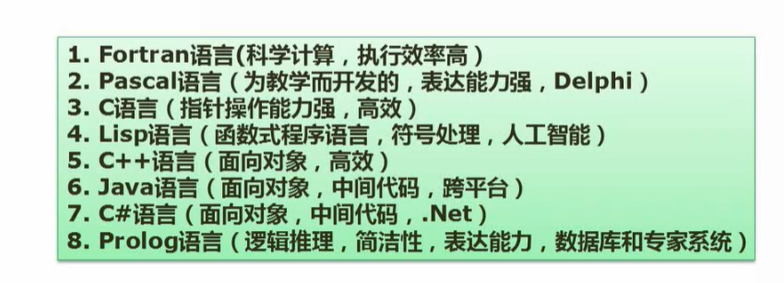 1. Fortran语言(科学计算，执行效率高）
2. Pascal语言（为教学而开发的，表达能力强，Delphi）
3. C语言（指针操作能力强，高效）
4. Lisp语言（函数式程序语言，符号处理，人工智能）
5. C++语言（面向对象，高效）
6. Java语言（面向对象，中间代码，跨平台）
7. C#语言（面向对象，中间代码，.Net）
8. Prolog语言（逻辑推理，简洁性，表达能力，数据库和专家系统）